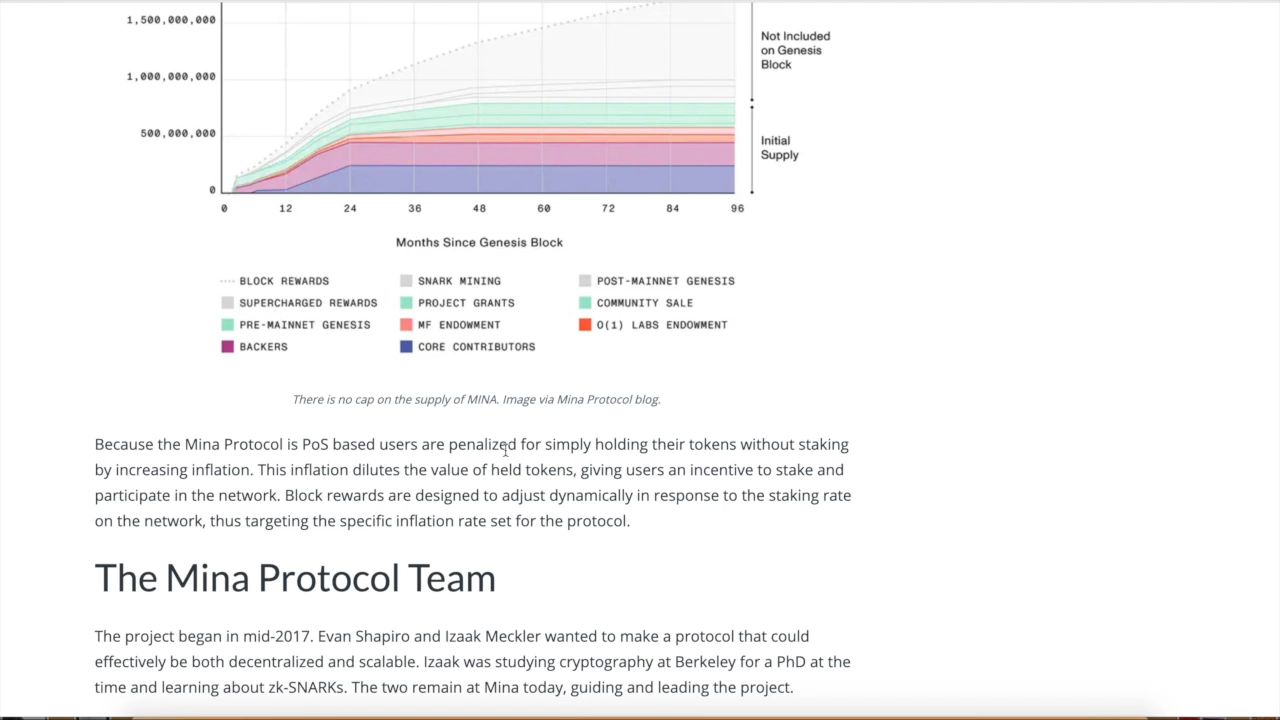 1,500,000,000
1,000,000,000
500,000,000
0
Not Included
on Genesis
Block
Initial
Supply
0 12 24 36 48 60 72 84 96
Months Since Genesis Block
BLOCK REWARDS SNARK MINING POST-MAINNET GENESIS
SUPERCHARGED REWARDS PROJECT GRANTS COMMUNITY SALE
PRE-MAINNET GENESIS MF ENDOWMENT O(1) LABS ENDOWMENT
BACKERS CORE CONTRIBUTORS
There is no cap on the supply of MINA. Image via Mina Protocol blog.
Because the Mina Protocol is PoS based users are penalized for simply holding their tokens without staking
by increasing inflation. This inflation dilutes the value of held tokens, giving users an incentive to stake and
participate in the network. Block rewards are designed to adjust dynamically in response to the staking rate
on the network, thus targeting the specific inflation rate set for the protocol.
The Mina Protocol Team
The project began in mid-2017. Evan Shapiro and Izaak Meckler wanted to make a protocol that could
effectively be both decentralized and scalable. Izaak was studying cryptography at Berkeley for a PhD at the
time and learning about zk-SNARKs. The two remain at Mina today, guiding and leading the project.